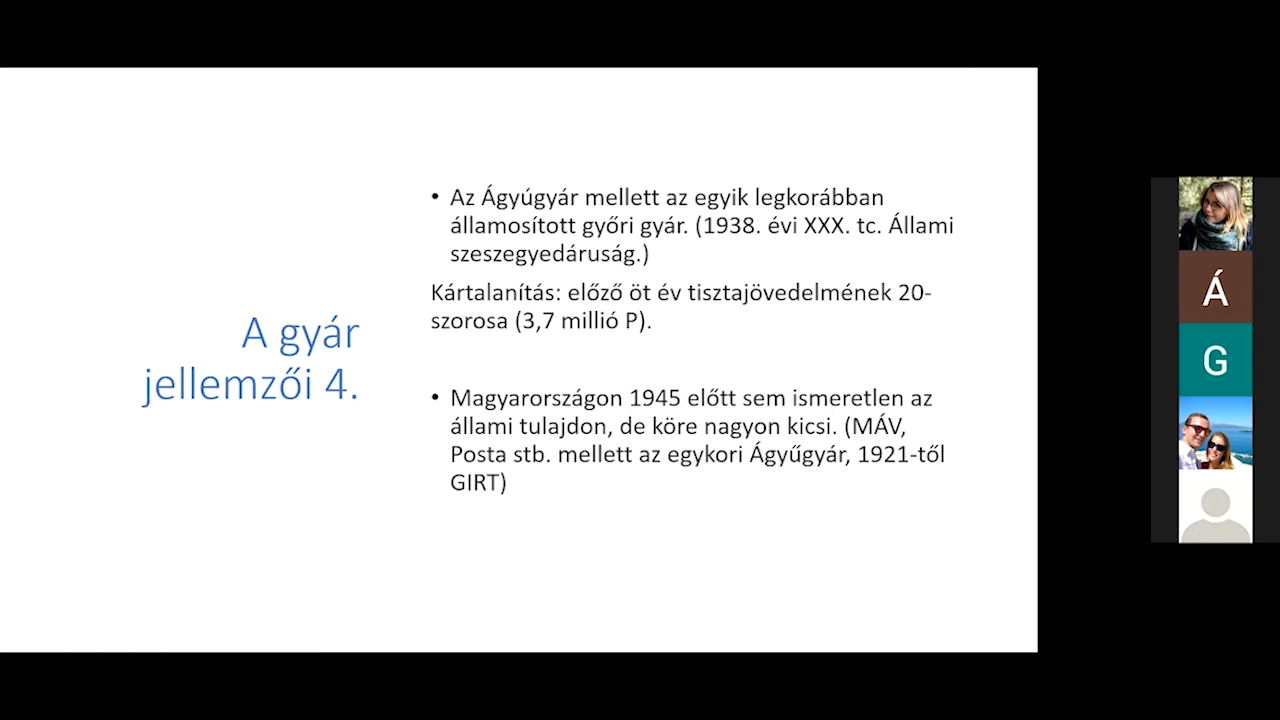 A gyár
jellemzői 4.
• Az Ágyúgyár mellett az egyik legkorábban
államosított győri gyár. (1938. évi XXX. tc. Állami
szeszegyedáruság.)
Kártalanítás: előző öt év tisztajövedelmének 20-
szorosa (3,7 millió P).
• Magyarországon 1945 előtt sem ismeretlen az
állami tulajdon, de köre nagyon kicsi. (MÁV,
Posta stb. mellett az egykori Ágyűgyár, 1921-től
GIRT)
Á
G